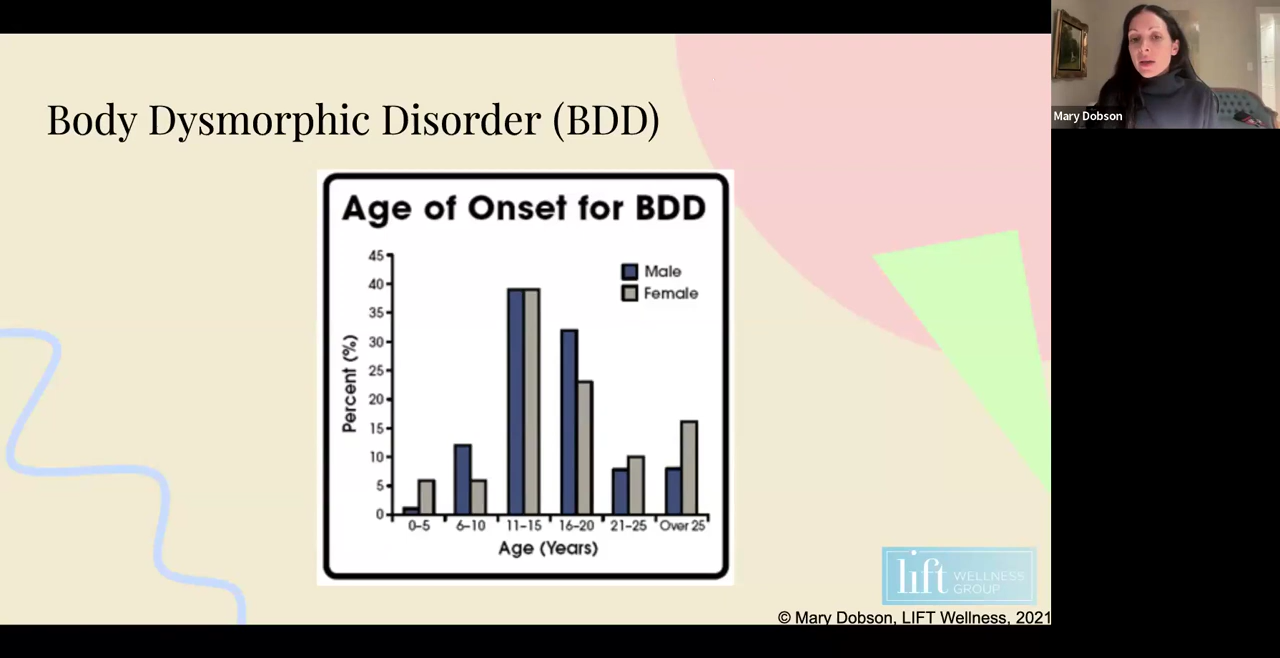 Mary Dobson
Body Dysmorphic Disorder (BDD)
Age of Onset for BDD
Male
Female
Percent (%)
45
40
35
30
25
20
15
10
5
0
0–5 6–10 11–15 16–20 21–25 Over 25
Age (Years)
lift WELLNESS
GROUP
© Mary Dobson, LIFT Wellness, 2021